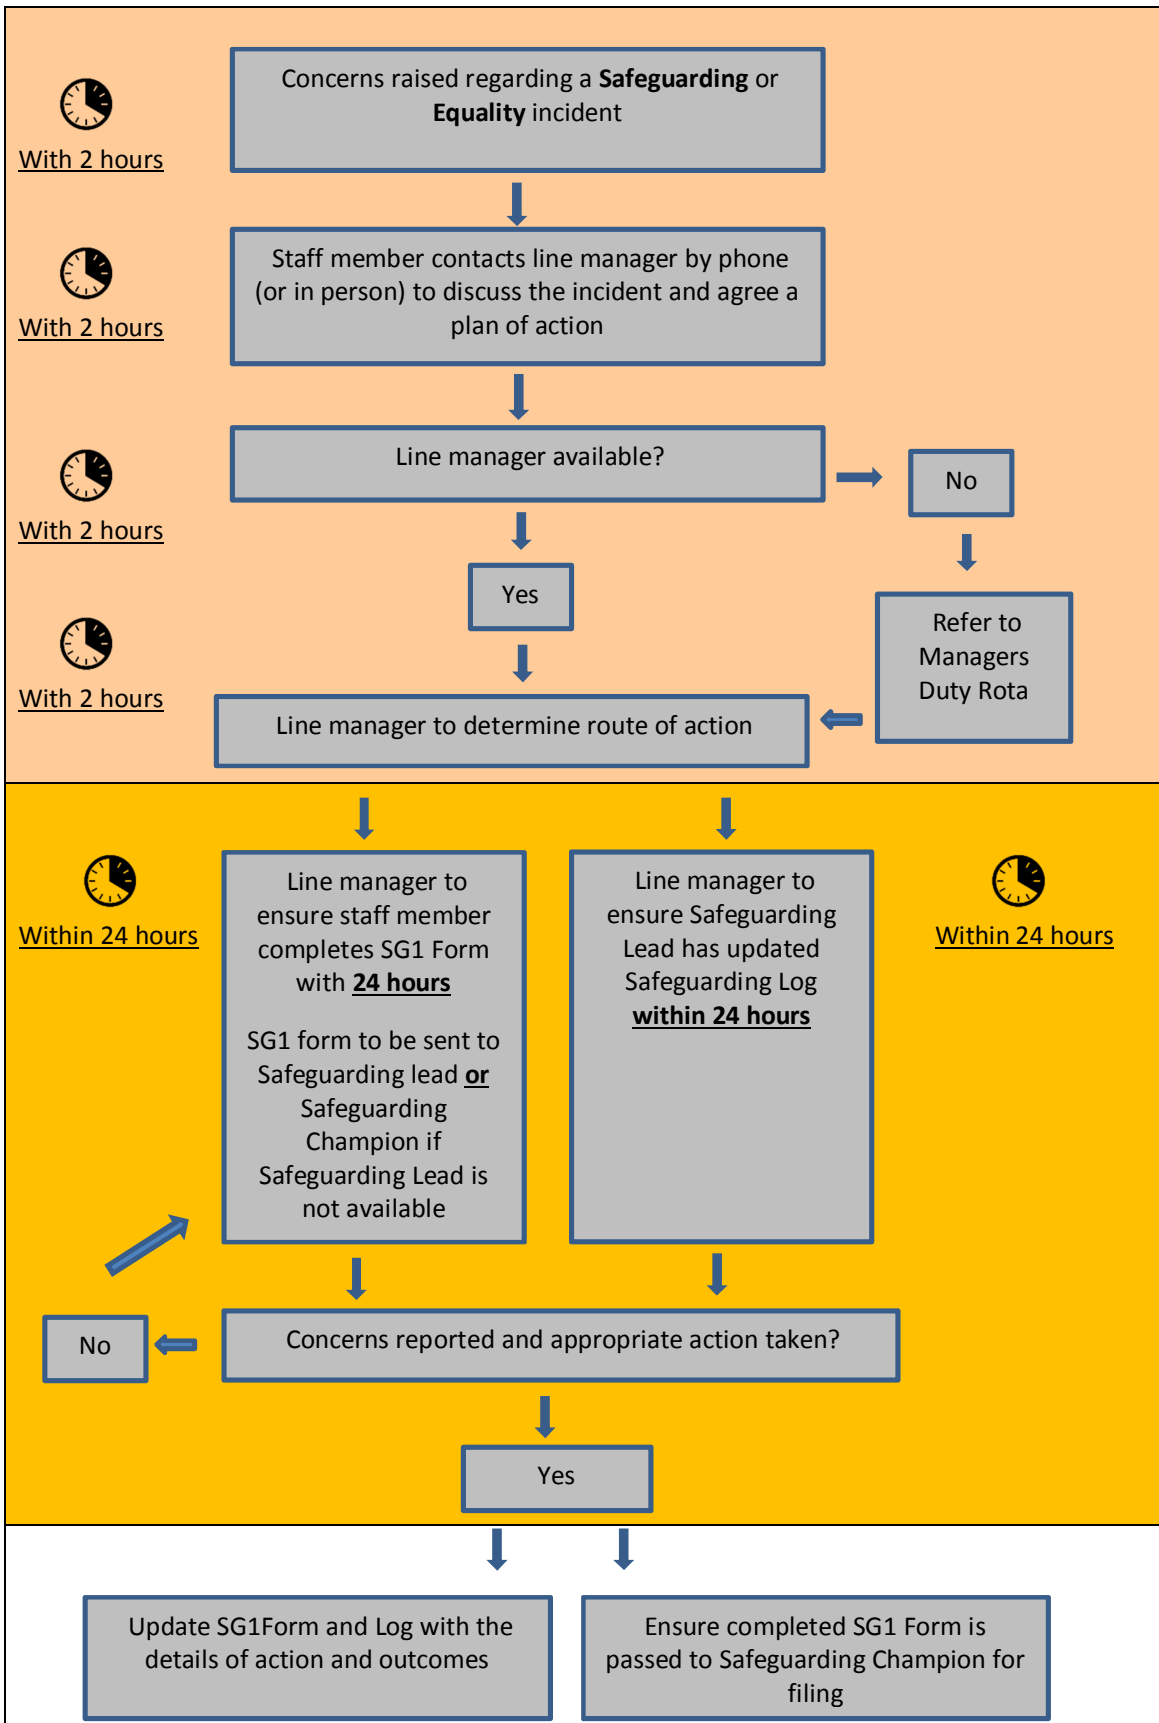 Concerns raised regarding a Safeguarding or
Equality incident
With 2 hours
Staff member contacts line manager by phone
(or in person) to discuss the incident and agree a
plan of action
With 2 hours
Line manager available?
No
With 2 hours
Yes
Refer to
Managers
Duty Rota
With 2 hours
Line manager to determine route of action
Within 24 hours
Line manager to
ensure staff member
completes SG1 Form
with 24 hours
SG1 form to be sent to
Safeguarding lead or
Safeguarding
Champion if
Safeguarding Lead is
not available
Line manager to
ensure Safeguarding
Lead has updated
Safeguarding Log
within 24 hours
Within 24 hours
No
Concerns reported and appropriate action taken?
Yes
Update SG1Form and Log with the
details of action and outcomes
Ensure completed SG1 Form is
passed to Safeguarding Champion for
filing